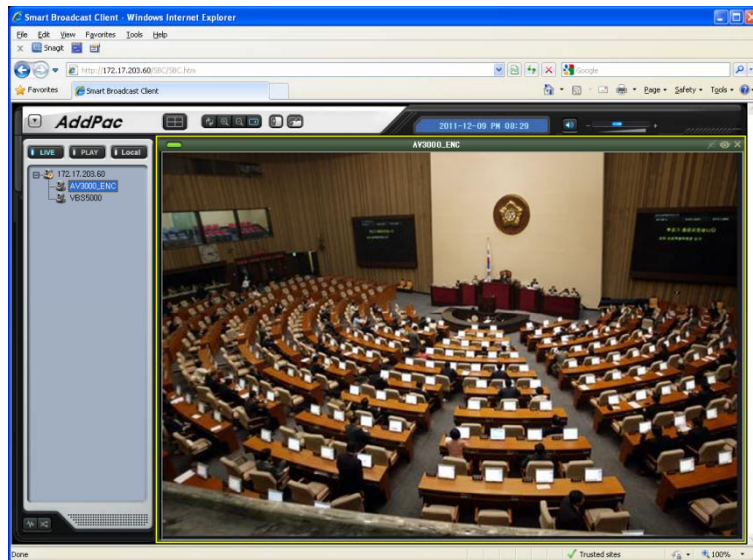 Smart Broadcast Client - Windows Internet Explorer
File Edit View Favorites Tools Help
x Snagit
http://172.17.203.60/SBC/SBC.htm
Google
Favorites Smart Broadcast Client
Page Safety Tools
AddPac
2011-12-09 PM 08:29
LIVE PLAY Local
AV3000_ENC
172.17.203.60
AV3000_ENC
VBS5000
Done
Trusted sites
100%